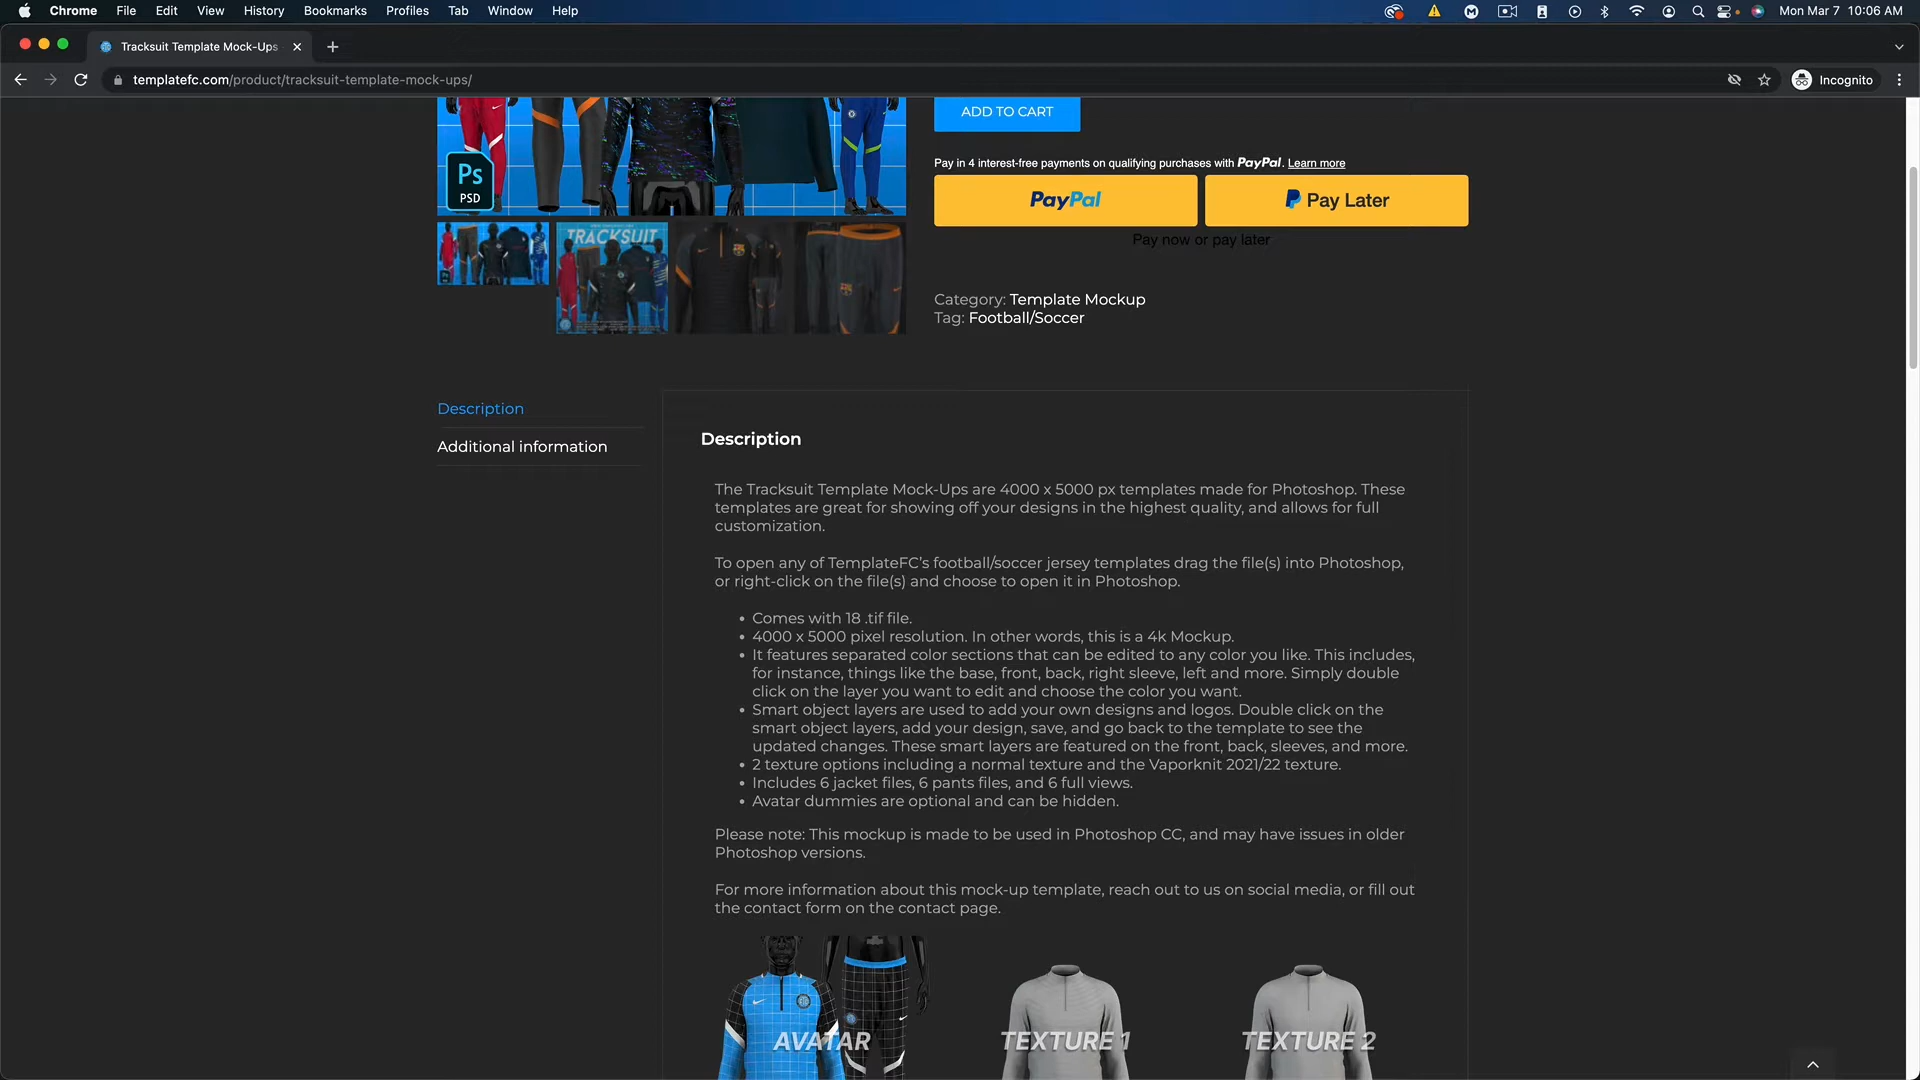 Chrome File Edit View History Bookmarks Profiles Tab Window Help Mon Mar 7 10:06 AM
Tracksuit Template Mock-Ups
templatefc.com/product/tracksuit-template-mock-ups/ Incognito
ADD TO CART
Pay in 4 interest-free payments on qualifying purchases with PayPal. Learn more
Ps
PSD
PayPal Pay Later
Pay now or pay later
TRACKSUIT
Category: Template Mockup
Tag: Football/Soccer
Description
Additional information
Description
The Tracksuit Template Mock-Ups are 4000 x 5000 px templates made for Photoshop. These
templates are great for showing off your designs in the highest quality, and allows for full
customization.
To open any of TemplateFC's football/soccer jersey templates drag the file(s) into Photoshop,
or right-click on the file(s) and choose to open it in Photoshop.
• Comes with 18 .tif file.
• 4000 x 5000 pixel resolution. In other words, this is a 4k Mockup.
• It features separated color sections that can be edited to any color you like. This includes,
for instance, things like the base, front, back, right sleeve, left and more. Simply double
click on the layer you want to edit and choose the color you want.
• Smart object layers are used to add your own designs and logos. Double click on the
smart object layers, add your design, save, and go back to the template to see the
updated changes. These smart layers are featured on the front, back, sleeves, and more.
• 2 texture options including a normal texture and the Vaporknit 2021/22 texture.
• Includes 6 jacket files, 6 pants files, and 6 full views.
• Avatar dummies are optional and can be hidden.
Please note: This mockup is made to be used in Photoshop CC, and may have issues in older
Photoshop versions.
For more information about this mock-up template, reach out to us on social media, or fill out
the contact form on the contact page.
AVATAR TEXTURE 1 TEXTURE 2